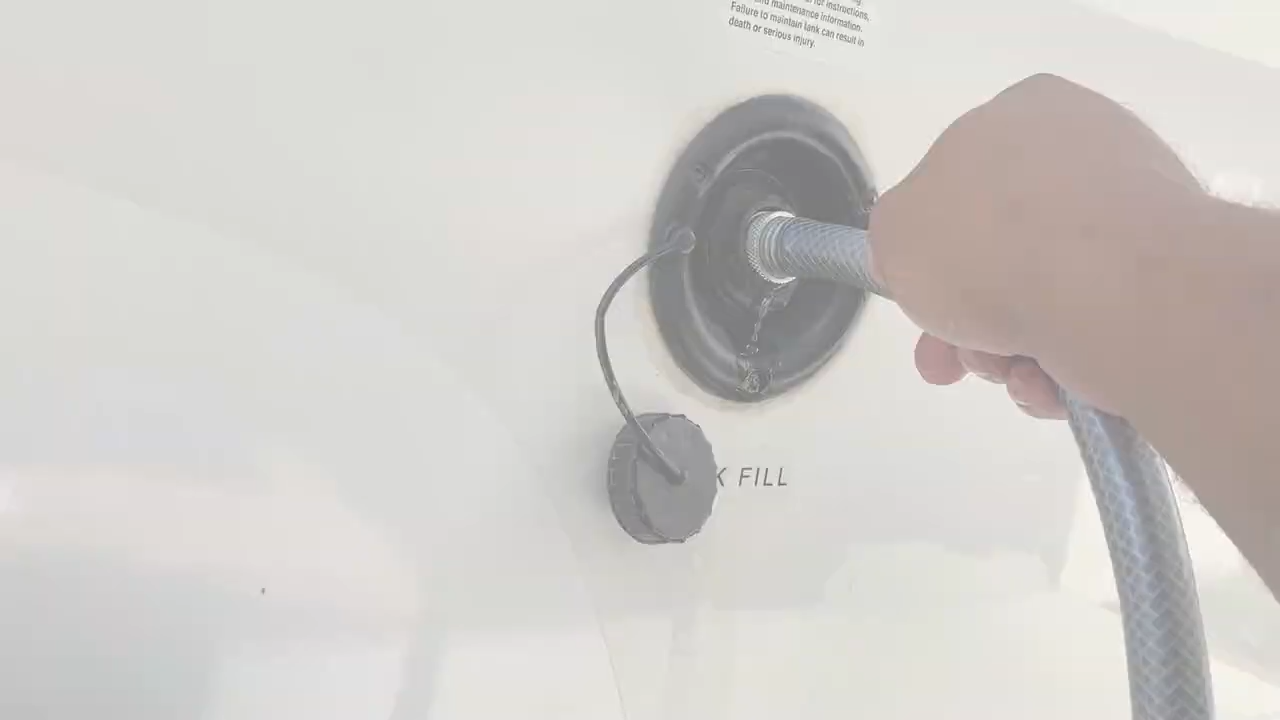 for instructions,
and maintenance information.
Failure to maintain tank can result in
death or serious injury.
K FILL